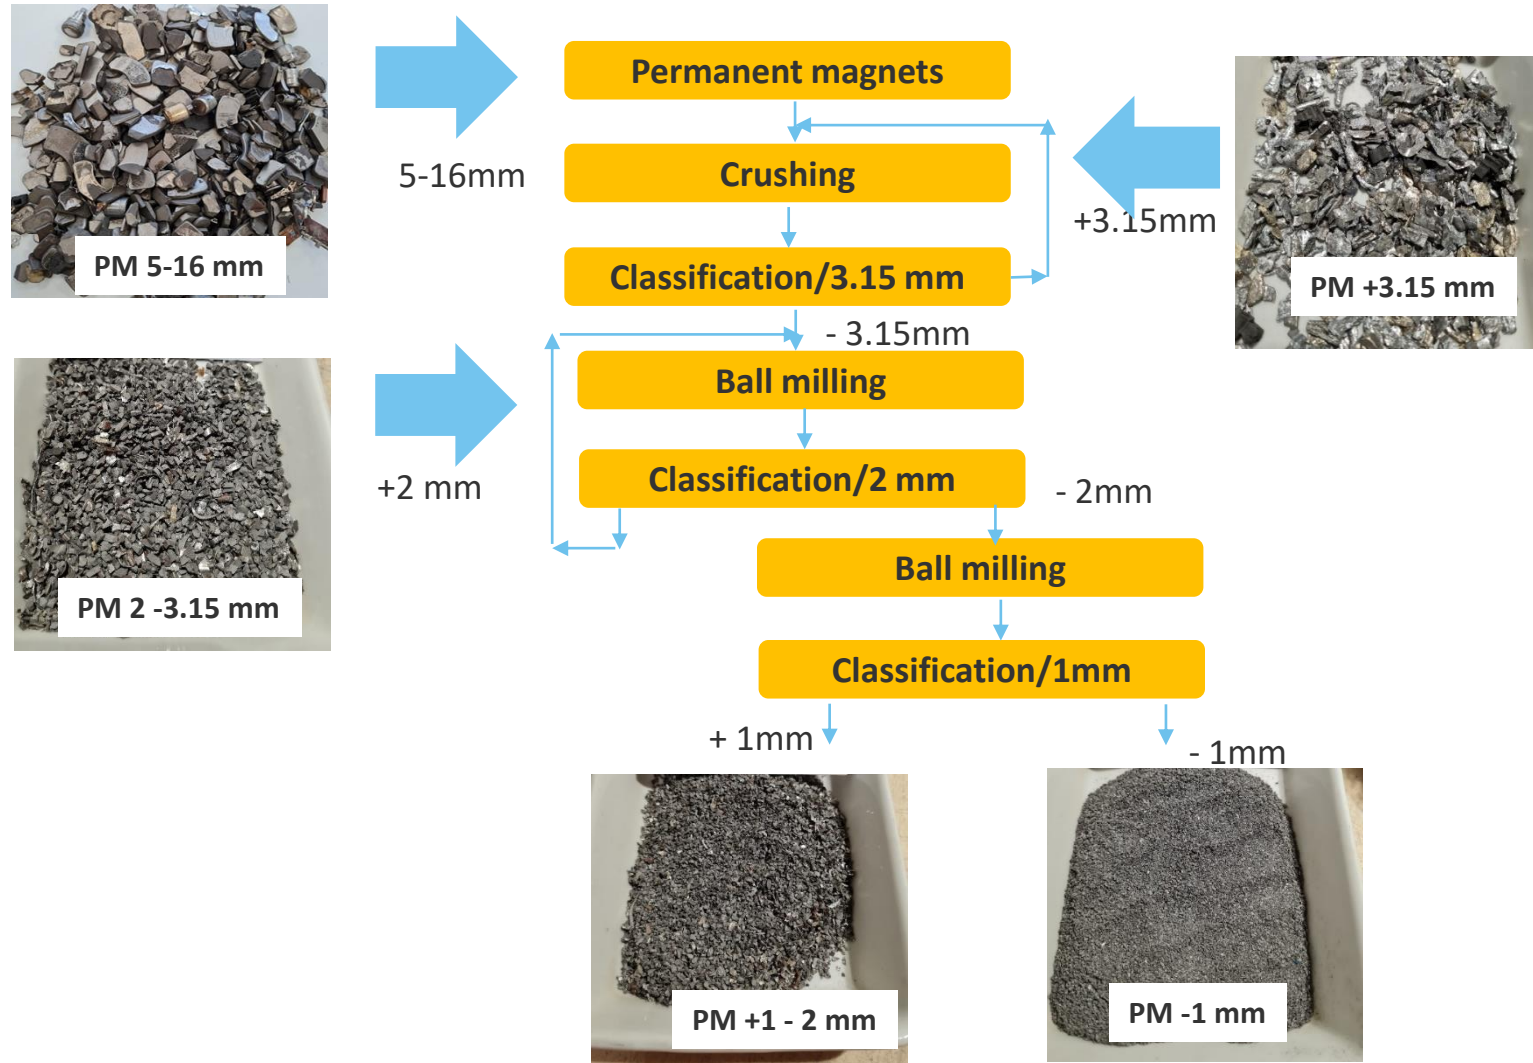 Permanent magnets
5-16mm
PM 5-16 mm
Crushing
+3.15mm
Classification/3.15 mm
PM +3.15 mm
- 3.15mm
Ball milling
+2 mm
Classification/2 mm
- 2mm
PM 2 -3.15 mm
Ball milling
Classification/1mm
+ 1mm
- 1mm
PM +1 - 2 mm
PM -1 mm